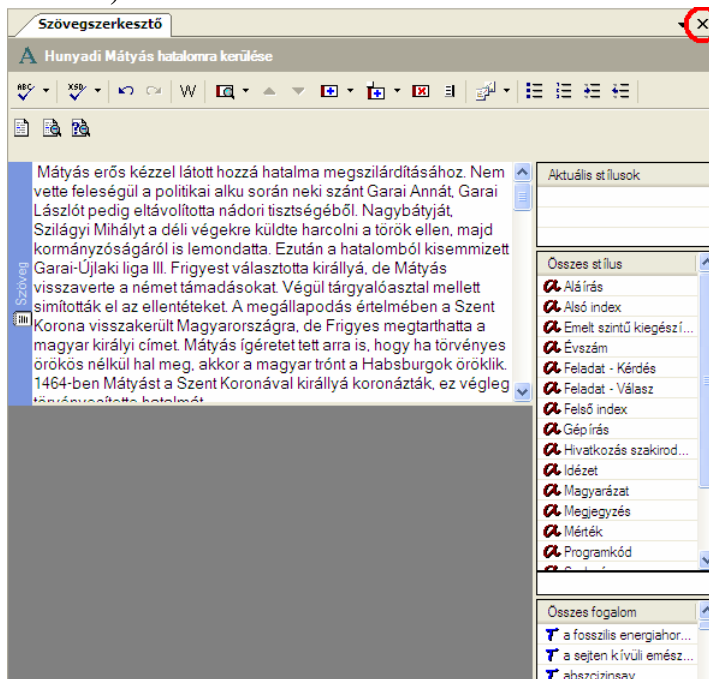 Szövegszerkesztő
A Hunyadi Mátyás hatalomra kerülése
ABC XSD W
Mátyás erős kézzel látott hozzá hatalma megszilárdításához. Nem
vette feleségül a politikai alku során neki szánt Garai Annát, Garai
Lászlót pedig eltávolította nádori tisztségéből. Nagybátyját,
Szilágyi Mihályt a déli végekre küldte harcolni a török ellen, majd
kormányzóságáról is lemondatta. Ezután a hatalomból kisemmizett
Garai-Újlaki liga III. Frigyest választotta királlyá, de Mátyás
visszaverte a német támadásokat. Végül tárgyalóasztal mellett
simították el az ellentéteket. A megállapodás értelmében a Szent
Korona visszakerült Magyarországra, de Frigyes megtarthatta a
magyar királyi címet. Mátyás ígéretet tett arra is, hogy ha törvényes
örökös nélkül hal meg, akkor a magyar trónt a Habsburgok öröklik.
1464-ben Mátyást a Szent Koronával királlyá koronázták, ez végleg
törvényesítette hatalmát
Szöveg
Aktuális stílusok
Összes stílus
Aláírás
Alsó index
Emelt szintű kiegészí...
Évszám
Feladat - Kérdés
Feladat - Válasz
Felső index
Gépírás
Hivatkozás szakirod...
Idézet
Magyarázat
Megjegyzés
Mérték
Programkód
Összes fogalom
a fosszilis energiahor...
a sejten kívüli emész...
abszcizinsav